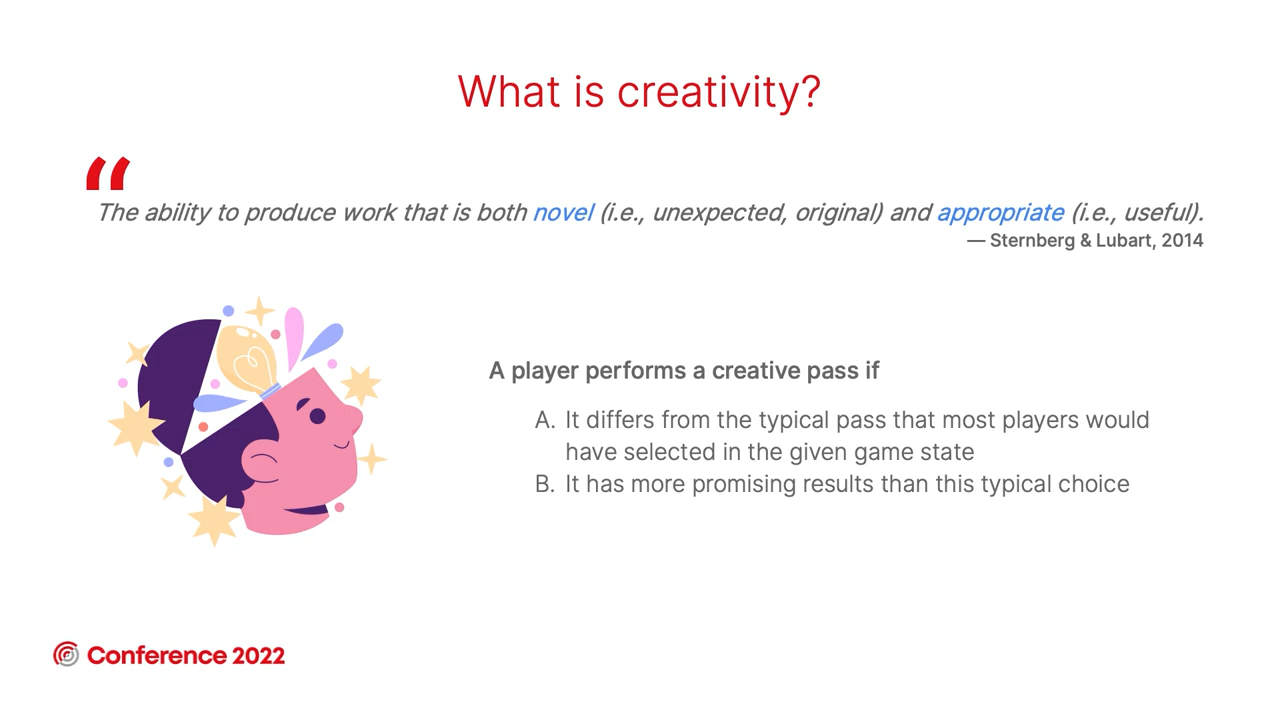 What is creativity?
“
The ability to produce work that is both novel (i.e., unexpected, original) and appropriate (i.e., useful).
— Sternberg & Lubart, 2014
A player performs a creative pass if
A. It differs from the typical pass that most players would
have selected in the given game state
B. It has more promising results than this typical choice
Conference 2022